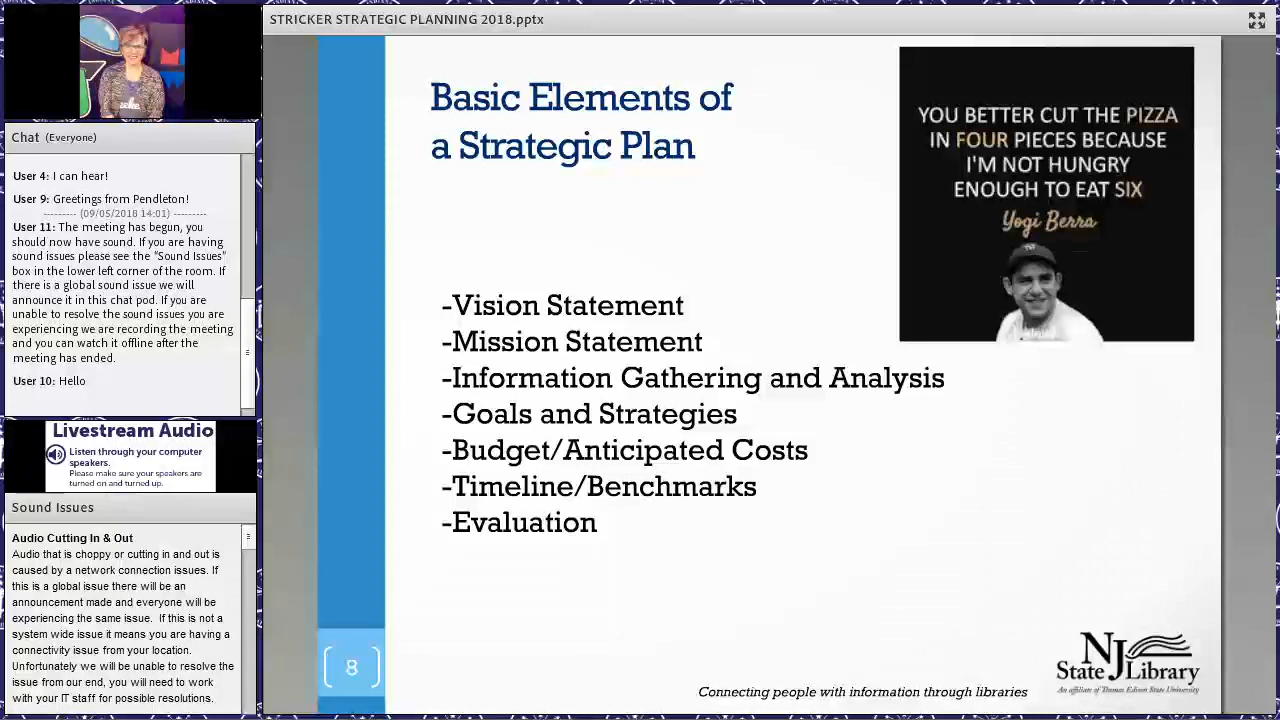 STRICKER STRATEGIC PLANNING 2018.pptx
Chat (Everyone)
User 4: I can hear!
User 9: Greetings from Pendleton!
--------- (09/05/2018 14:01) ---------
User 11: The meeting has begun, you
should now have sound. If you are having
sound issues please see the "Sound Issues"
box in the lower left corner of the room. If
there is a global sound issue we will
announce it in this chat pod. If you are
unable to resolve the sound issues you are
experiencing we are recording the meeting
and you can watch it offline after the
meeting has ended.
User 10: Hello
Livestream Audio
Listen through your computer
speakers.
Please make sure your speakers are
turned on and turned up.
Sound Issues
Audio Cutting In & Out
Audio that is choppy or cutting in and out is
caused by a network connection issues. If
this is a global issue there will be an
announcement made and everyone will be
experiencing the same issue. If this is not a
system wide issue it means you are having a
connectivity issue from your location.
Unfortunately we will be unable to resolve the
issue from our end, you will need to work
with your IT staff for possible resolutions.
Basic Elements of
a Strategic Plan
YOU BETTER CUT THE PIZZA
IN FOUR PIECES BECAUSE
I'M NOT HUNGRY
ENOUGH TO EAT SIX
Yogi Berra
-Vision Statement
-Mission Statement
-Information Gathering and Analysis
-Goals and Strategies
-Budget/Anticipated Costs
-Timeline/Benchmarks
-Evaluation
8
Connecting people with information through libraries
NJ
State Library
An affiliate of Thomas Edison State University